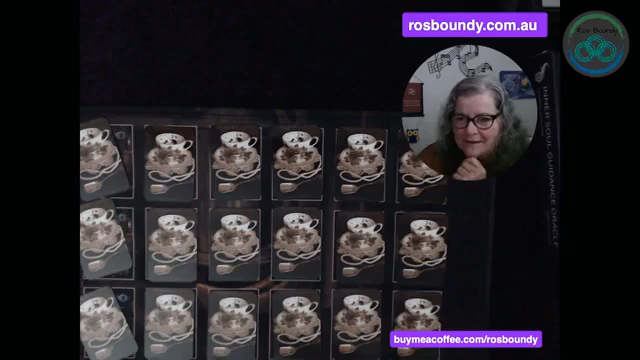 rosboundy.com.au
Ros Boundy
INNER SOUL GUIDANCE ORACLE
buymeacoffee.com/rosboundy